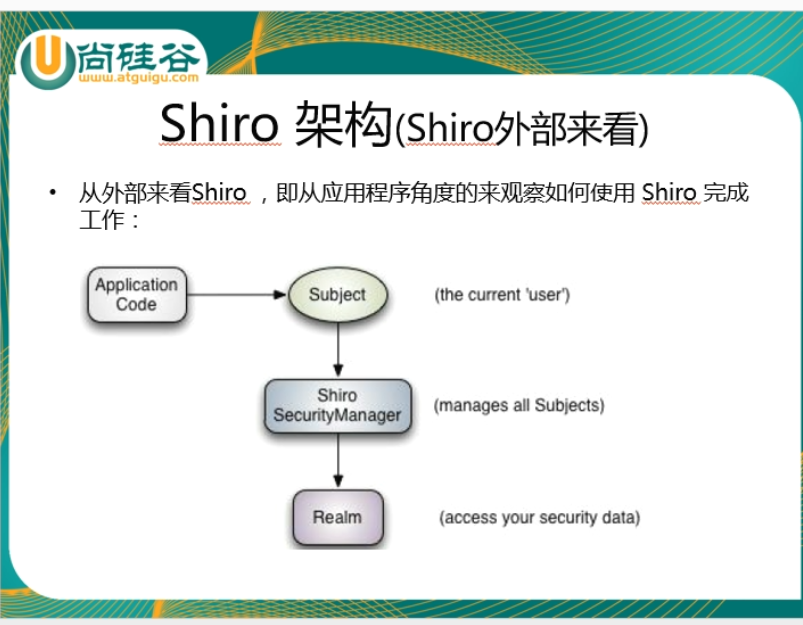 尚硅谷
www.atguigu.com
Shiro 架构(Shiro外部来看)
• 从外部来看Shiro ，即从应用程序角度的来观察如何使用 Shiro 完成
工作：
Application
Code
Subject
(the current 'user')
Shiro
SecurityManager
(manages all Subjects)
Realm
(access your security data)